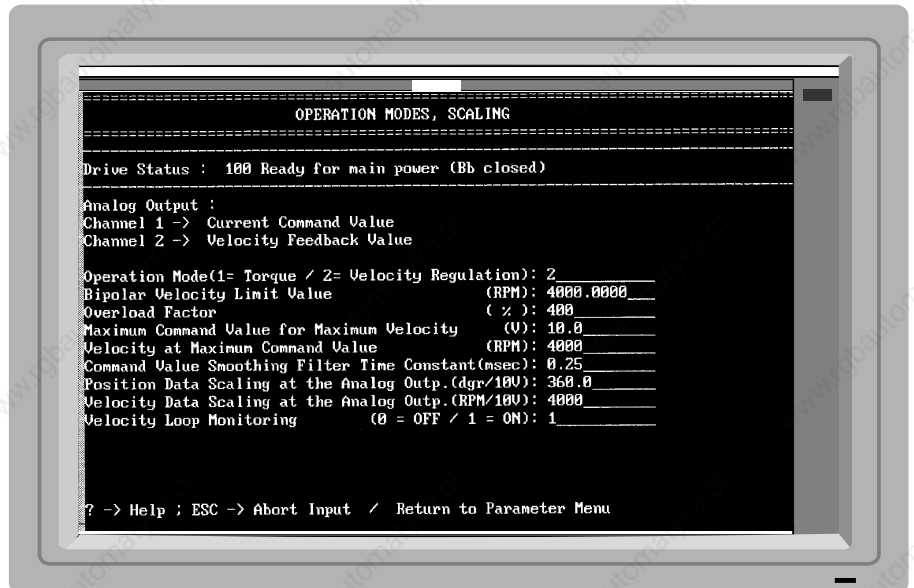 OPERATION MODES, SCALING
Drive Status :  100 Ready for main power (Bb closed)
Analog Output :
Channel 1 -> Current Command Value
Channel 2 -> Velocity Feedback Value
Operation Mode(1= Torque / 2= Velocity Regulation): 2
Bipolar Velocity Limit Value (RPM): 4000.0000
Overload Factor ( % ): 400
Maximum Command Value for Maximum Velocity (V): 10.0
Velocity at Maximum Command Value (RPM): 4000
Command Value Smoothing Filter Time Constant(msec): 0.25
Position Data Scaling at the Analog Outp.(dgr/10V): 360.0
Velocity Data Scaling at the Analog Outp.(RPM/10V): 4000
Velocity Loop Monitoring (0 = OFF / 1 = ON): 1
? -> Help ; ESC -> Abort Input / Return to Parameter Menu